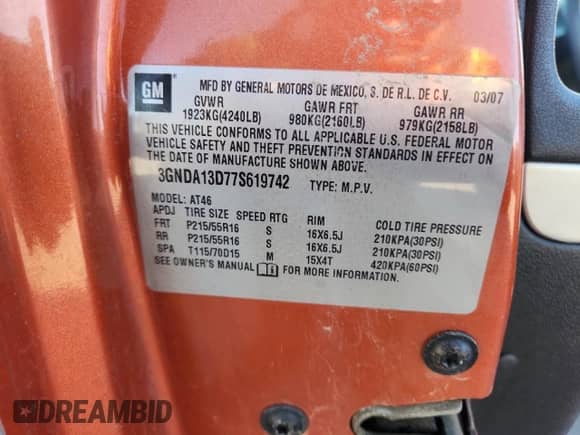 GM
MFD BY GENERAL MOTORS DE MEXICO, S. DE R.L. DE C.V. 03/07
GVWR GAWR FRT GAWR RR
1923KG(4240LB) 980KG(2160LB) 979KG(2158LB)
THIS VEHICLE CONFORMS TO ALL APPLICABLE U.S. FEDERAL MOTOR
VEHICLE SAFETY AND THEFT PREVENTION STANDARDS IN EFFECT ON
THE DATE OF MANUFACTURE SHOWN ABOVE.
3GNDA13D77S619742 TYPE: M.P.V.
MODEL: AT46
APDJ TIRE SIZE SPEED RTG RIM COLD TIRE PRESSURE
FRT P215/55R16 S 16X6.5J 210KPA(30PSI)
RR P215/55R16 S 16X6.5J 210KPA(30PSI)
SPA T115/70D15 M 15X4T 420KPA(60PSI)
SEE OWNER'S MANUAL FOR MORE INFORMATION.
DREAMBID